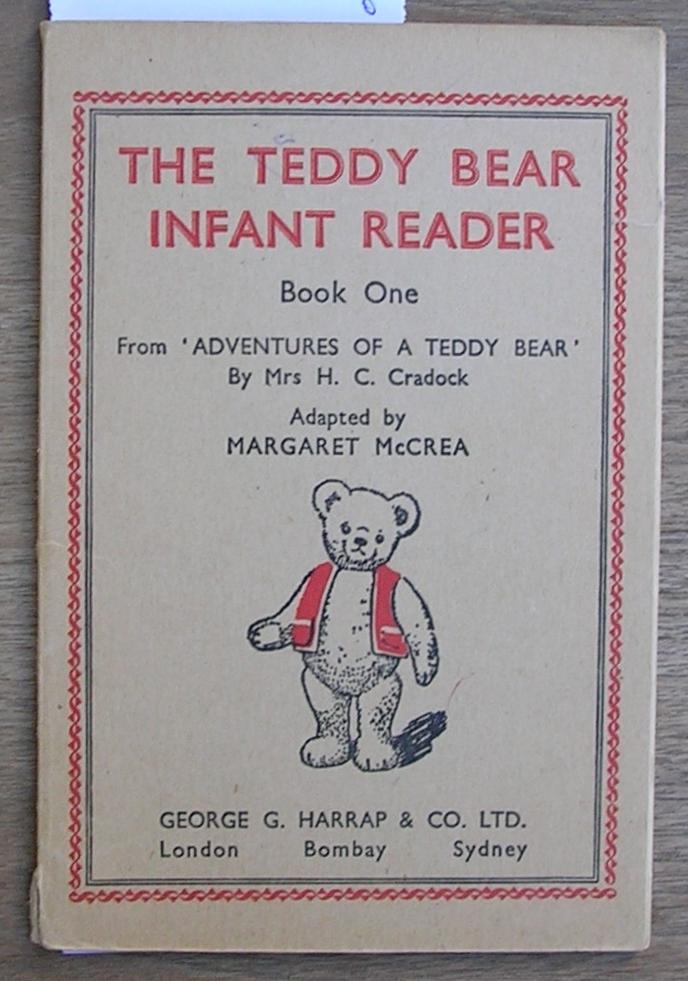 THE TEDDY BEAR
INFANT READER
Book One
From 'ADVENTURES OF A TEDDY BEAR'
By Mrs H. C. Cradock
Adapted by
MARGARET McCREA
GEORGE G. HARRAP & CO. LTD.
London Bombay Sydney